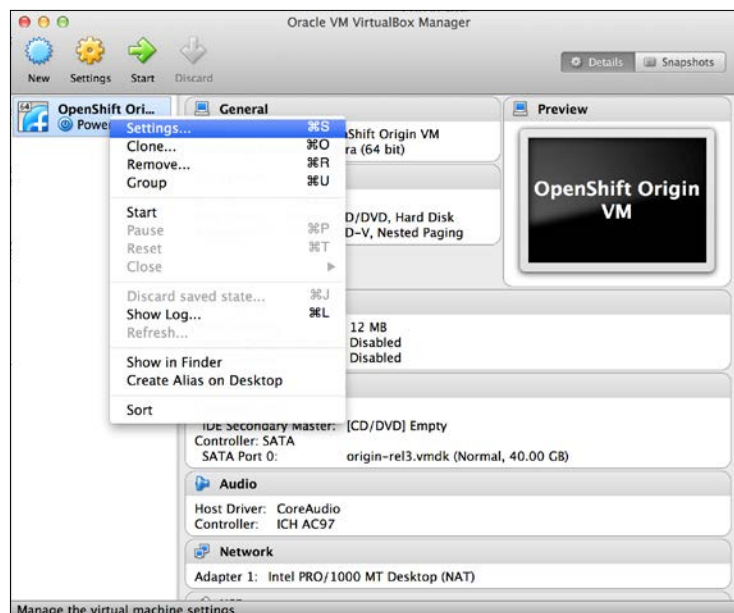 Oracle VM VirtualBox Manager
New Settings Start Discard
Details Snapshots
64
OpenShift Ori...
Power
Settings... ⌘S
Clone... ⌘O
Remove... ⌘R
Group ⌘U
Start
Pause ⌘P
Reset ⌘T
Close
Discard saved state... ⌘J
Show Log... ⌘L
Refresh...
Show in Finder
Create Alias on Desktop
Sort
General
Shift Origin VM
ra (64 bit)
D/DVD, Hard Disk
D-V, Nested Paging
12 MB
Disabled
Disabled
IDE Secondary Master: [CD/DVD] Empty
Controller: SATA
SATA Port 0: origin-rel3.vmdk (Normal, 40.00 GB)
Audio
Host Driver: CoreAudio
Controller: ICH AC97
Network
Adapter 1: Intel PRO/1000 MT Desktop (NAT)
Preview
OpenShift Origin
VM
Manage the virtual machine settings